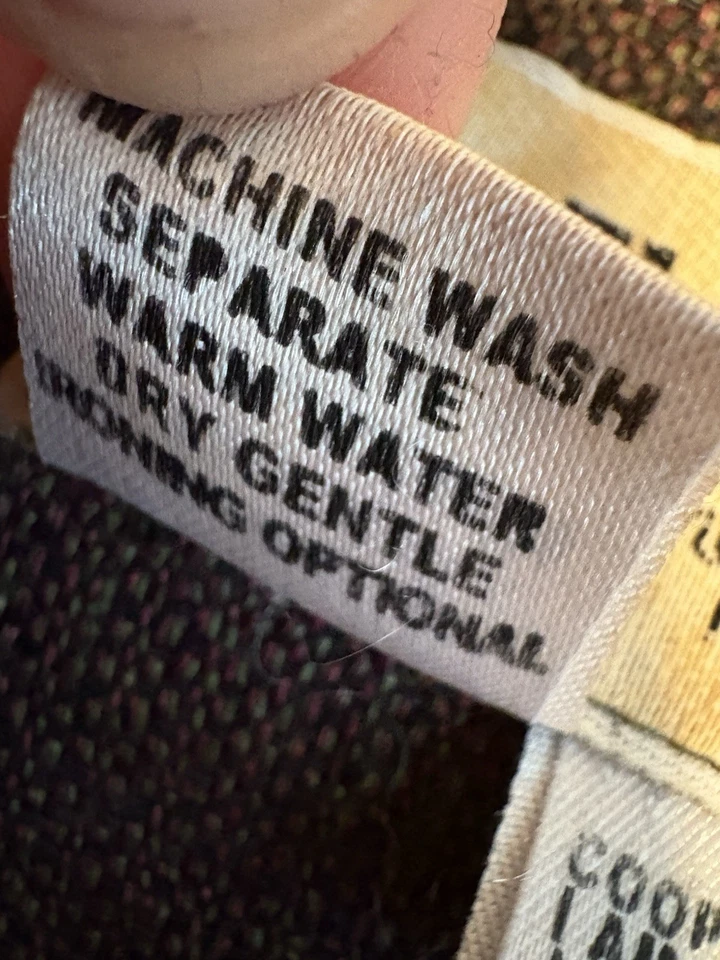 MACHINE WASH
SEPARATE
WARM WATER
DRY GENTLE
IRONING OPTIONAL